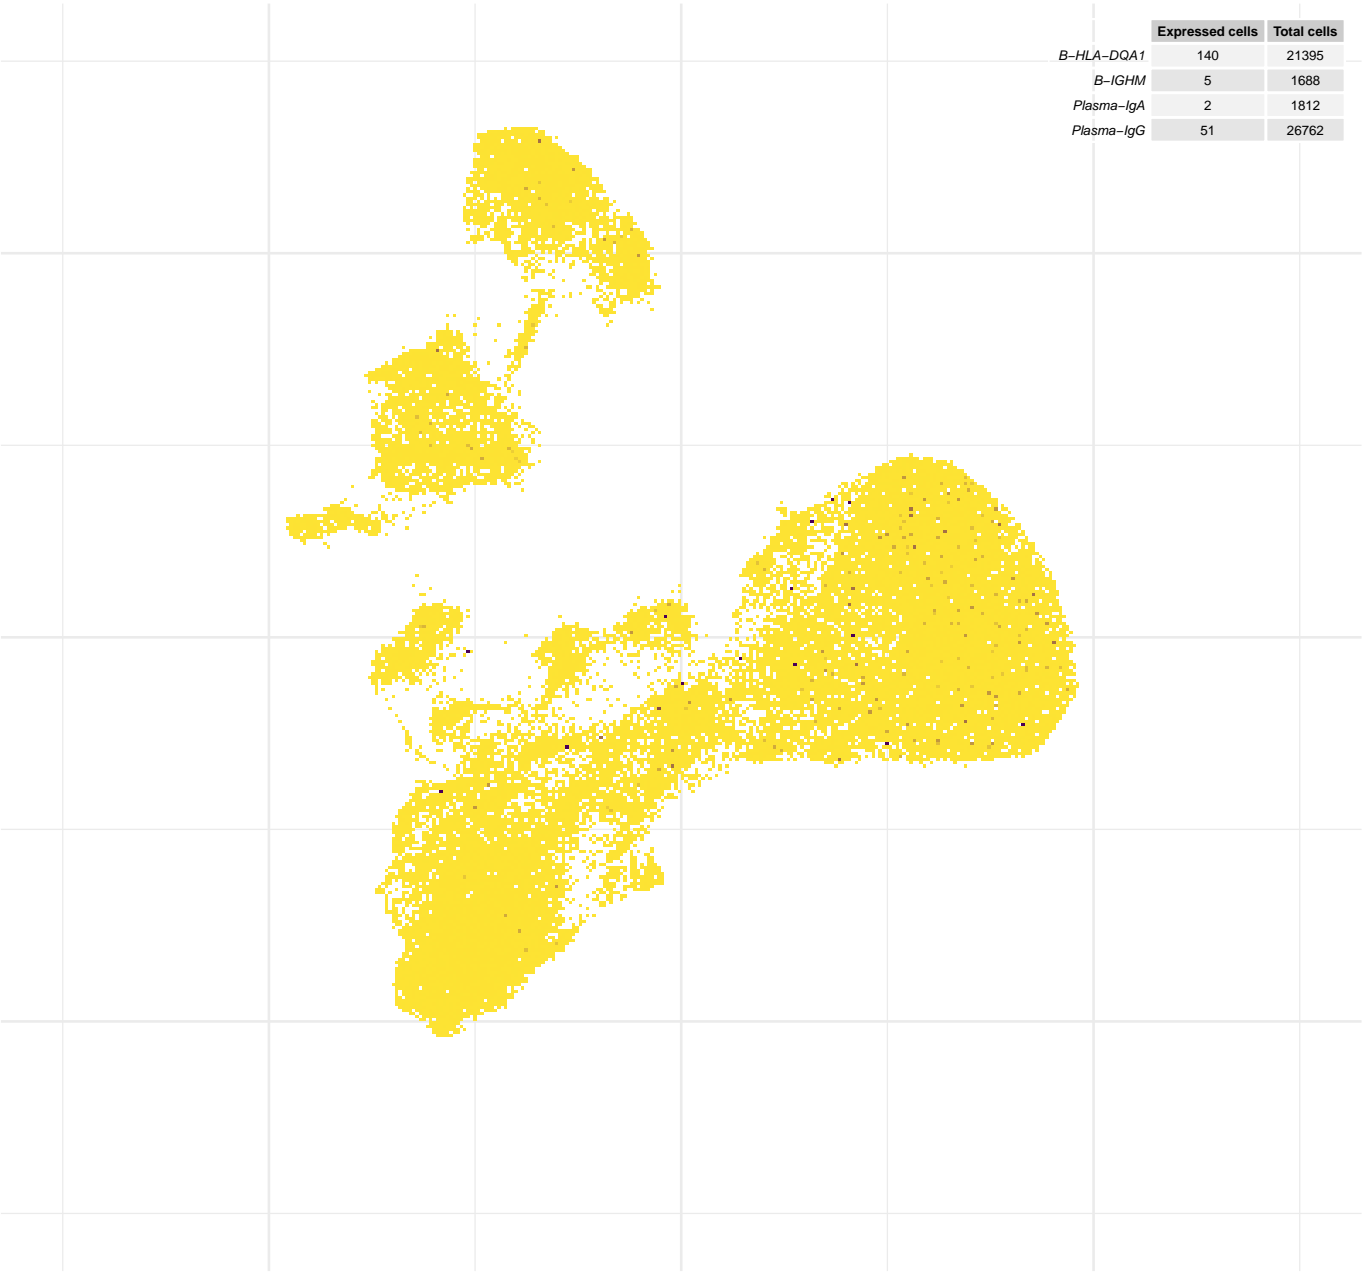 Expressed cells Total cells
B−HLA−DQA1 140 21395
B−IGHM 5 1688
Plasma−IgA 2 1812
Plasma−IgG 51 26762